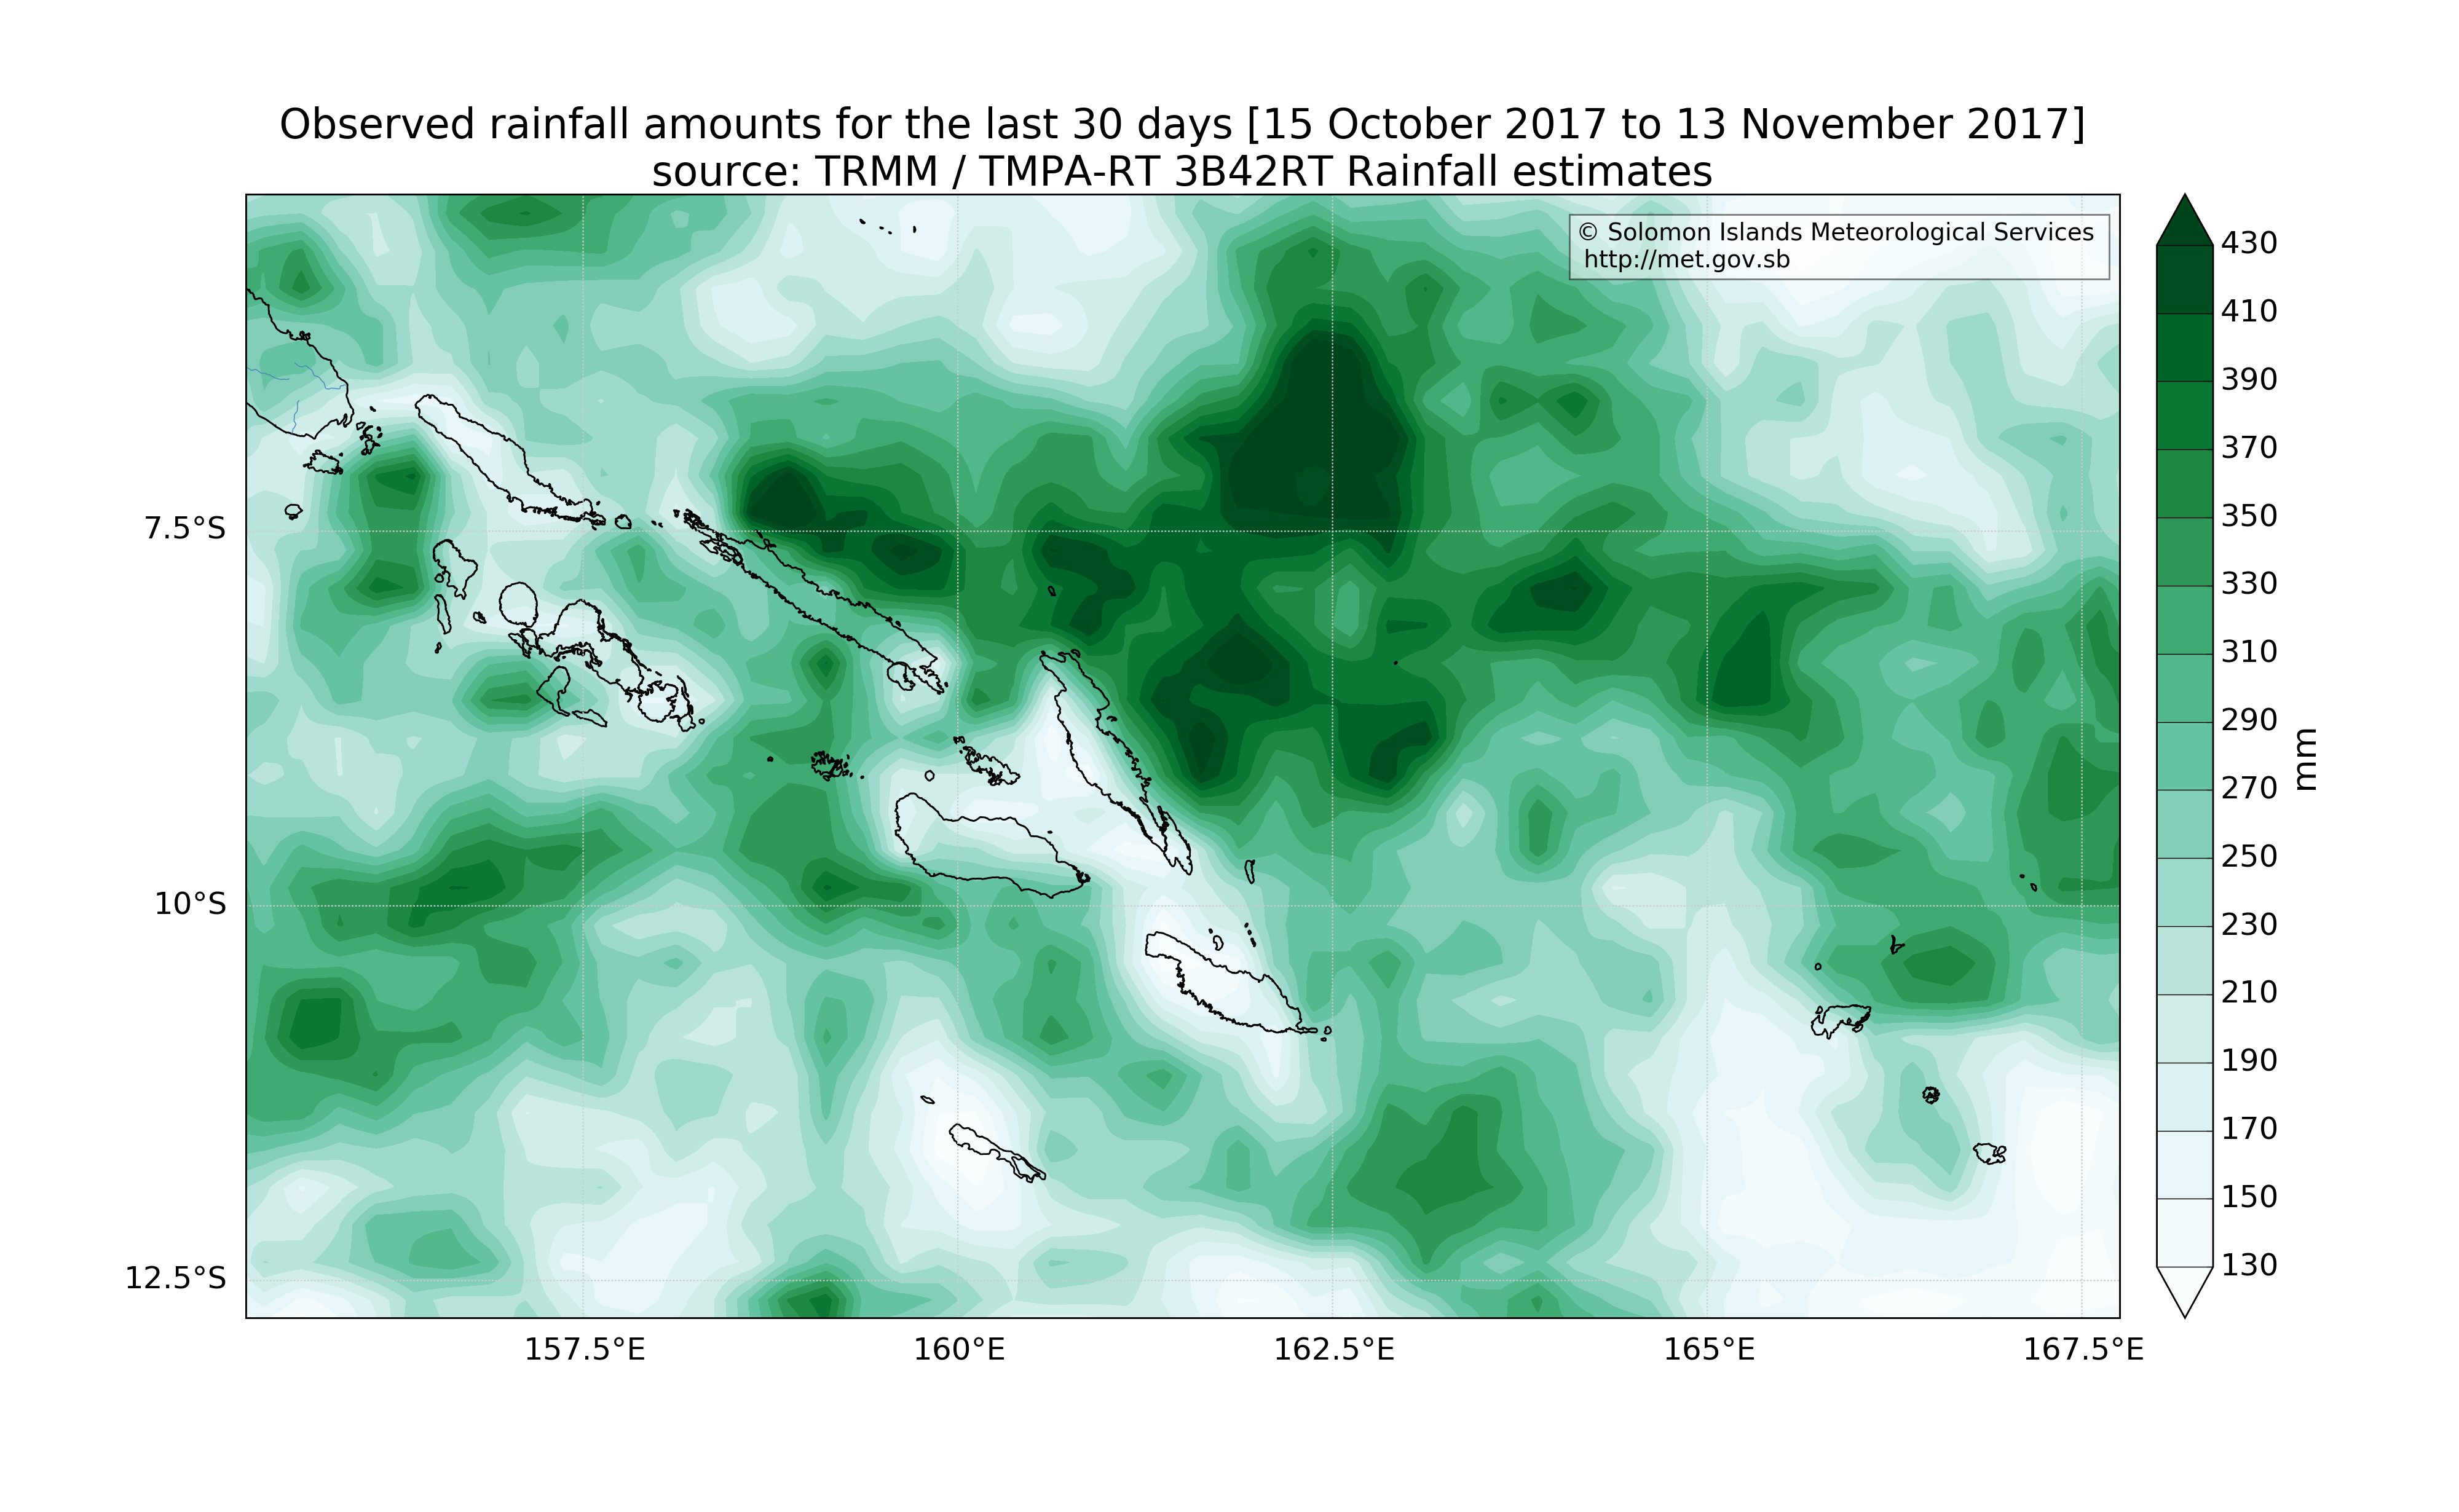 Observed rainfall amounts for the last 30 days [15 October 2017 to 13 November 2017]
source: TRMM / TMPA-RT 3B42RT Rainfall estimates
© Solomon Islands Meteorological Services
http://met.gov.sb
7.5°S
10°S
12.5°S
157.5°E
160°E
162.5°E
165°E
167.5°E
430
410
390
370
350
330
310
290
270
250
230
210
190
170
150
130
mm